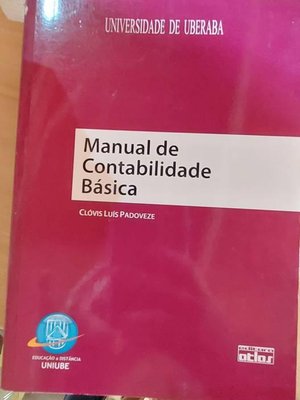 UNIVERSIDADE DE UBERABA
Manual de
Contabilidade
Básica
CLÓVIS LUÍS PADOVEZE
EDUCAÇÃO a DISTÂNCIA
UNIUBE
atlas